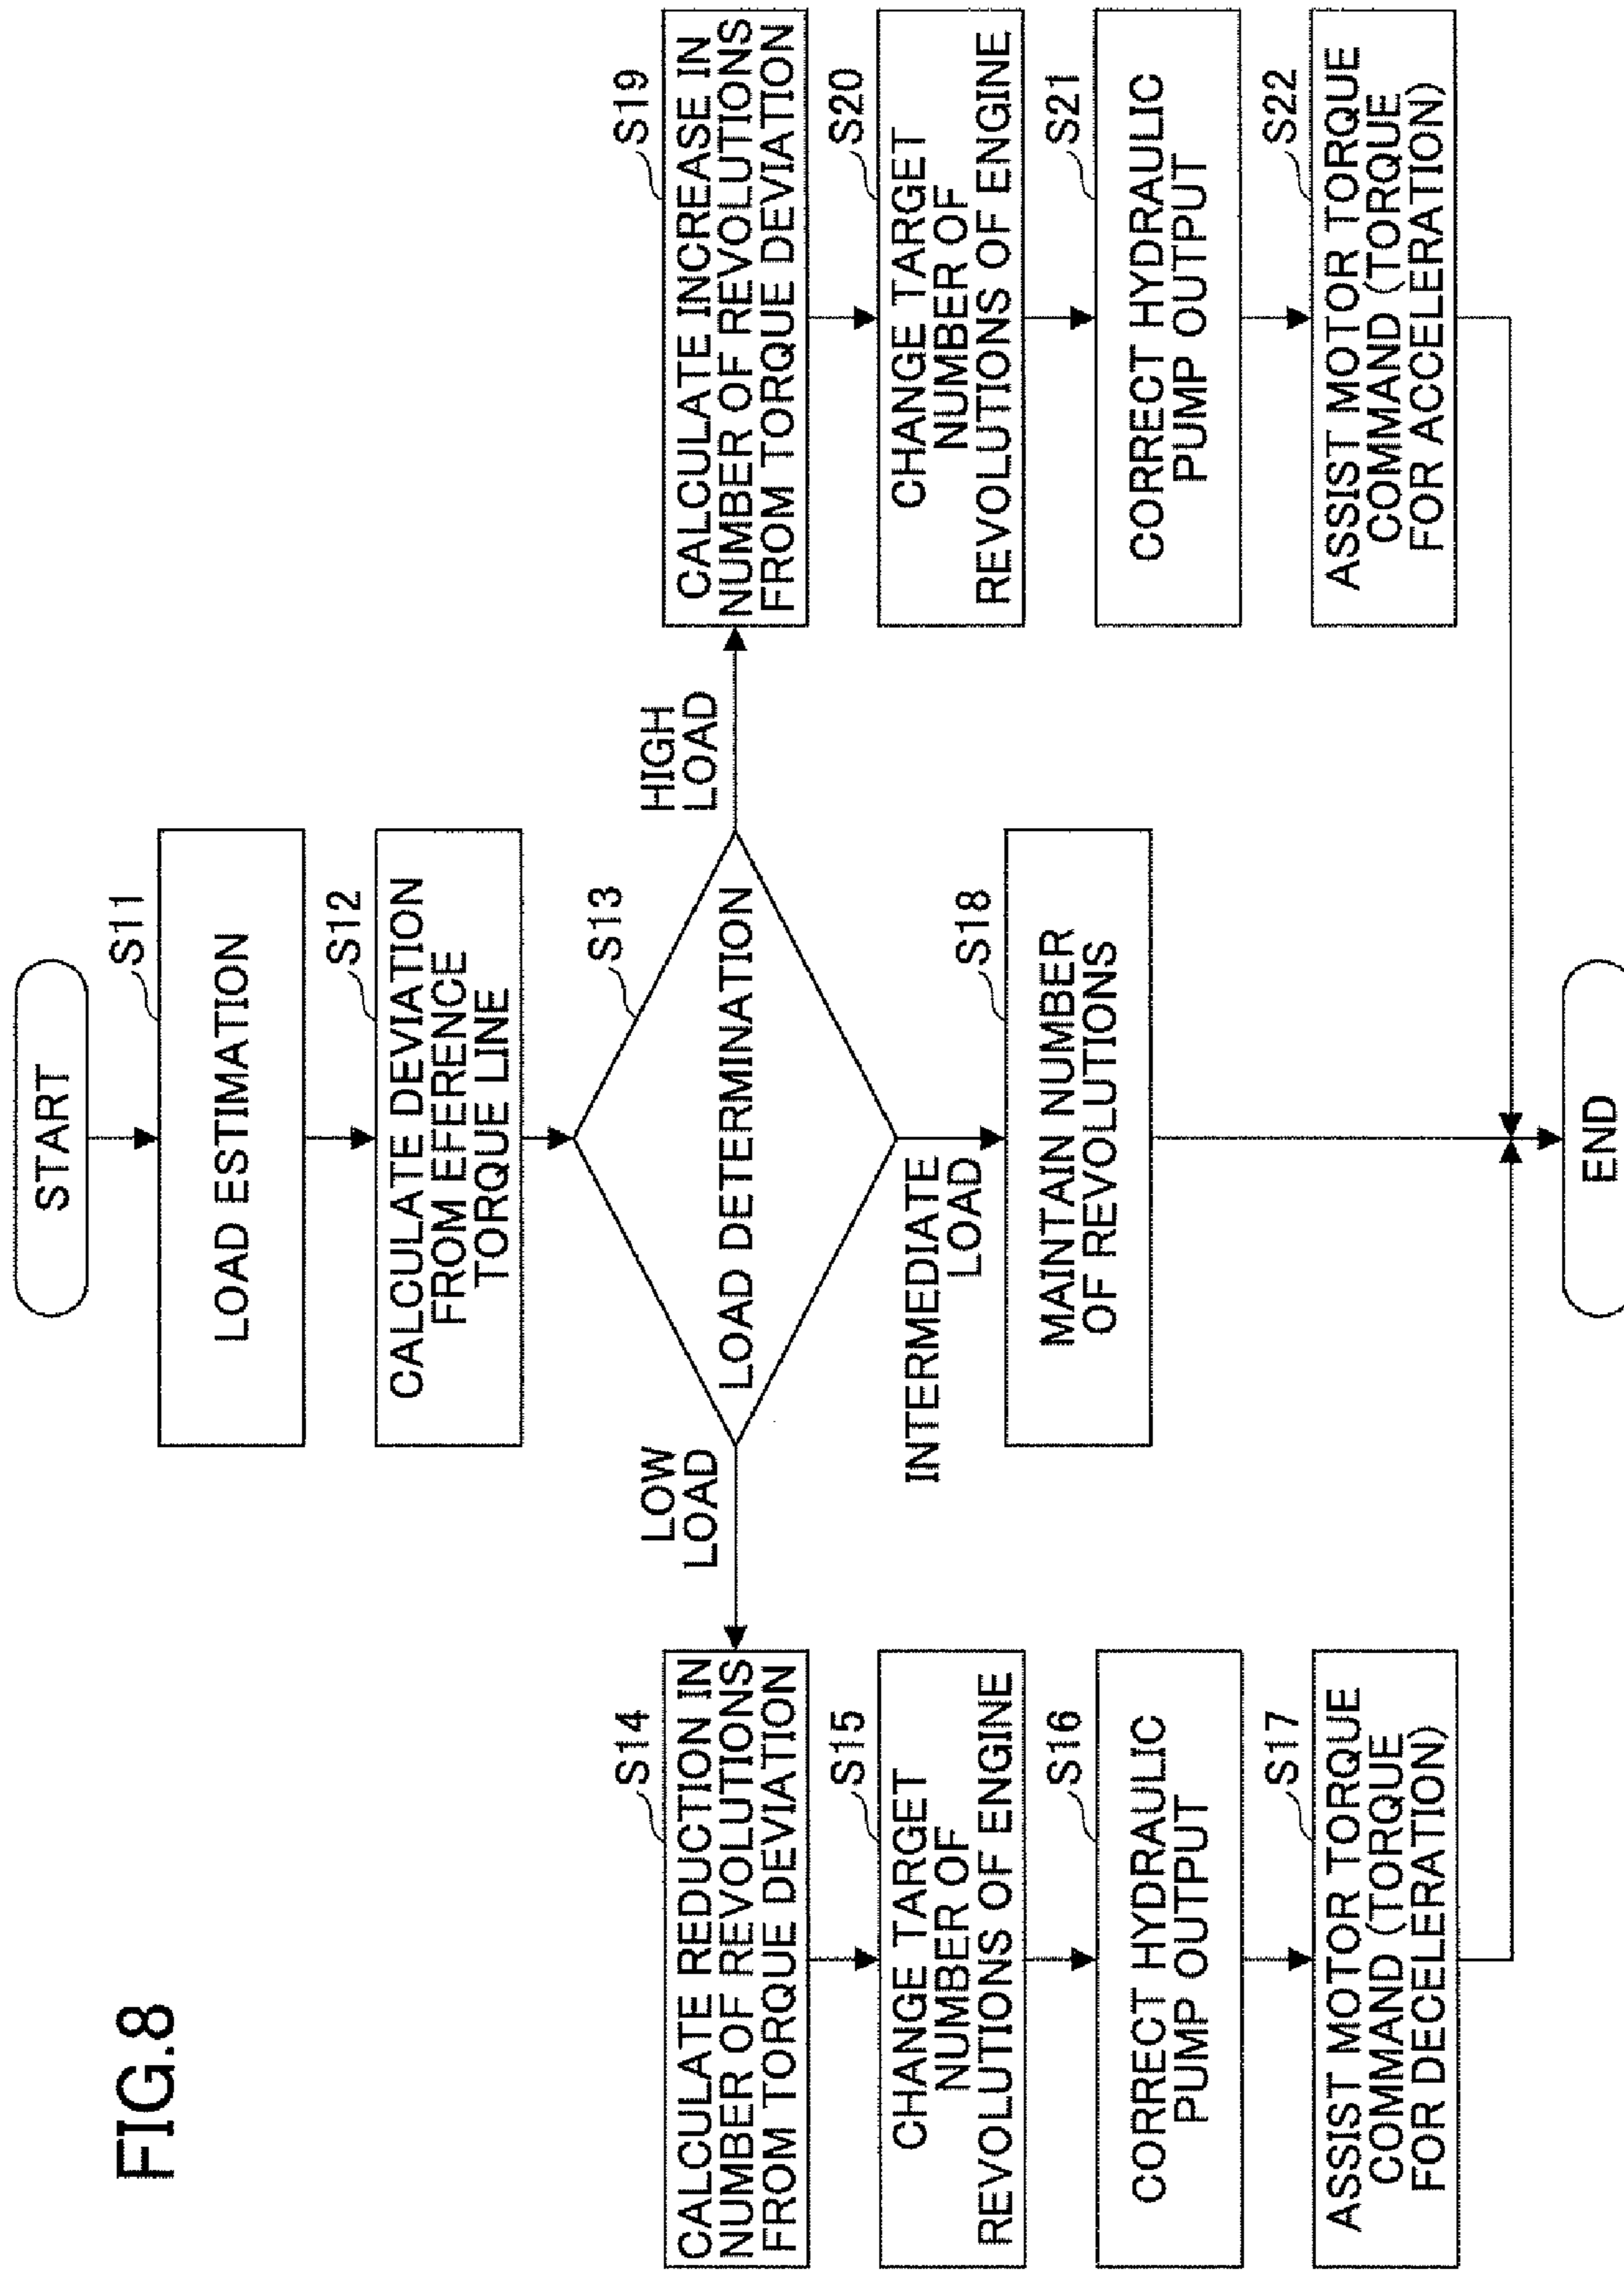 FIG.8
START
S11
LOAD ESTIMATION
S12
CALCULATE DEVIATION
FROM EFERENCE
TORQUE LINE
S13
LOAD DETERMINATION
LOW
LOAD
HIGH
LOAD
INTERMEDIATE
LOAD
S14
CALCULATE REDUCTION IN
NUMBER OF REVOLUTIONS
FROM TORQUE DEVIATION
S15
CHANGE TARGET
NUMBER OF
REVOLUTIONS OF ENGINE
S16
CORRECT HYDRAULIC
PUMP OUTPUT
S17
ASSIST MOTOR TORQUE
COMMAND (TORQUE
FOR DECELERATION)
S18
MAINTAIN NUMBER
OF REVOLUTIONS
S19
CALCULATE INCREASE IN
NUMBER OF REVOLUTIONS
FROM TORQUE DEVIATION
S20
CHANGE TARGET
NUMBER OF
REVOLUTIONS OF ENGINE
S21
CORRECT HYDRAULIC
PUMP OUTPUT
S22
ASSIST MOTOR TORQUE
COMMAND (TORQUE
FOR ACCELERATION)
END